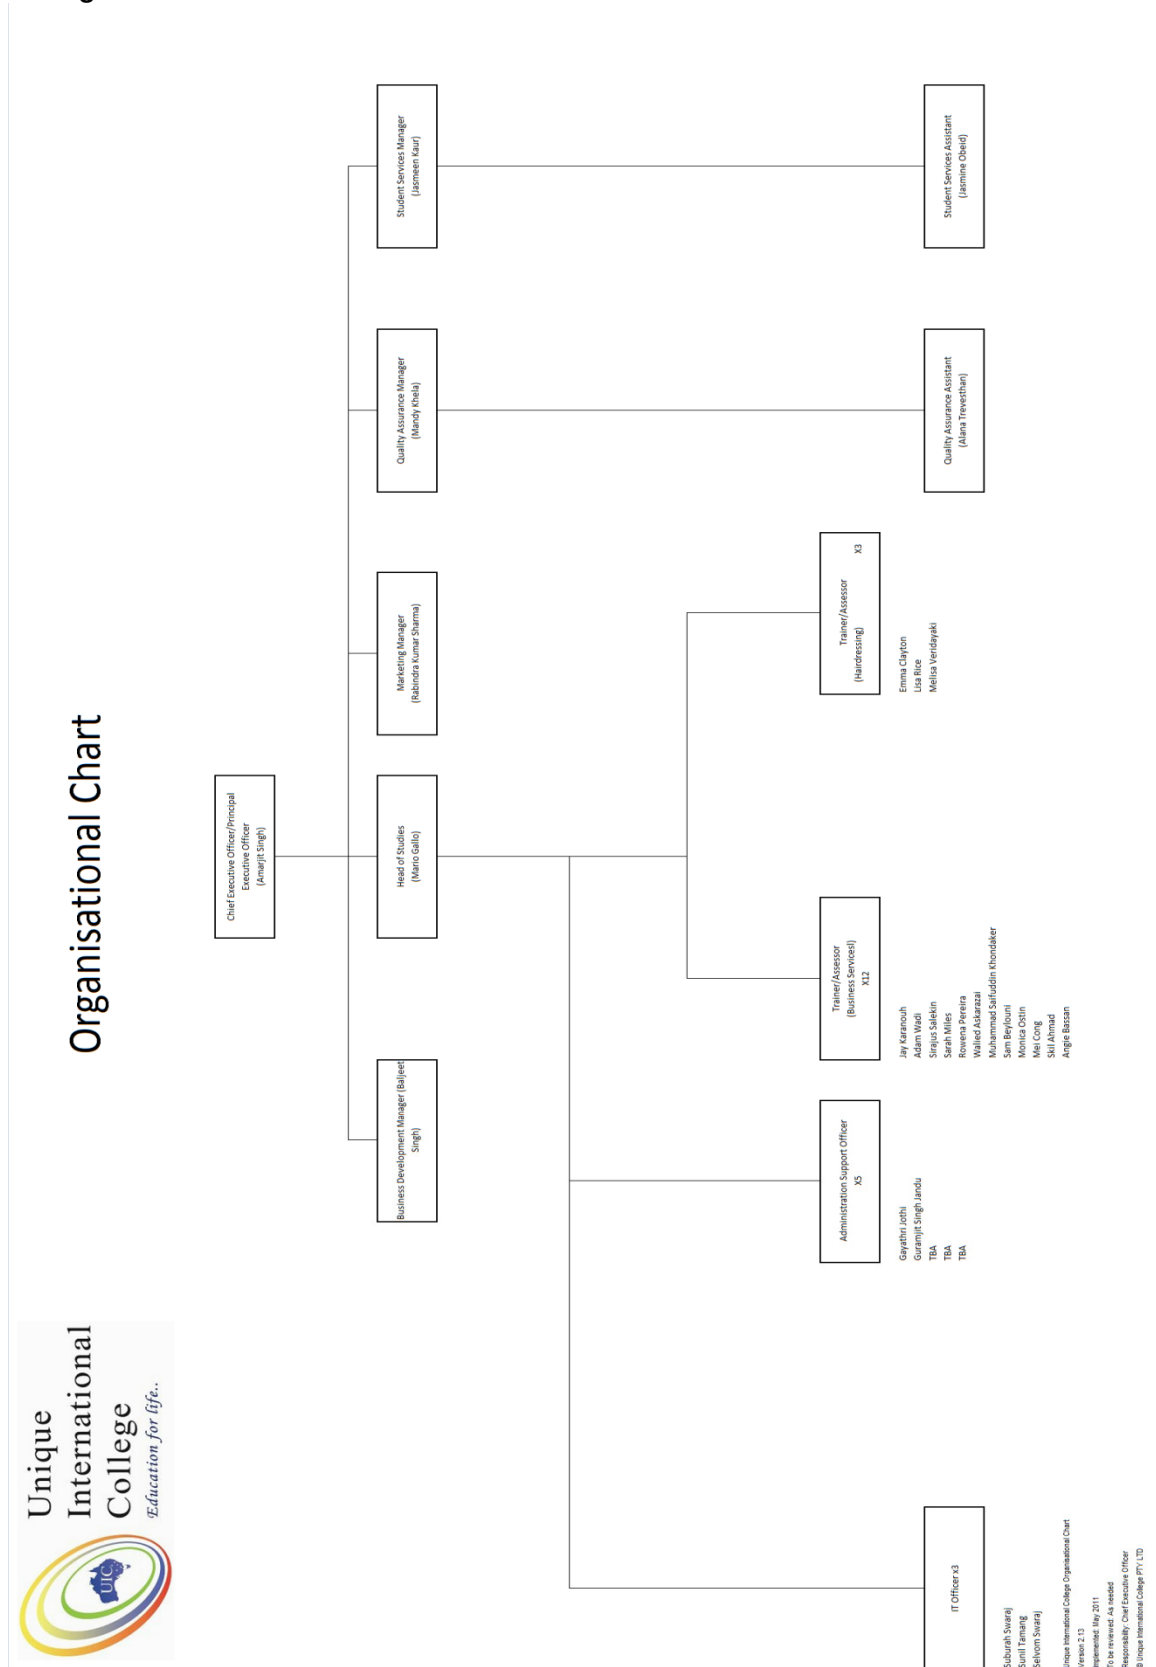 Unique
International
College
Education for life..
UIC
Organisational Chart
Chief Executive Officer/Principal
Executive Officer
(Amarjit Singh)
Business Development Manager (Baljeet
Singh)
Head of Studies
(Mario Gallo)
Marketing Manager
(Rabindra Kumar Sharma)
Quality Assurance Manager
(Mandy Khela)
Student Services Manager
(Jasmeen Kaur)
IT Officer x3
Suburah Swaraj
Sunil Tamang
Selvom Swaraj
Administration Support Officer
X5
Gayathri Jothi
Guramjit Singh Jandu
TBA
TBA
TBA
Trainer/Assessor
(Business Services!)
X12
Jay Karanouh
Adam Wadi
Sirajus Salekin
Sarah Miles
Rowena Pereira
Walied Askarazai
Muhammad Saifuddin Khondaker
Sam Beylouni
Monica Ostin
Mei Cong
Skil Ahmad
Angie Bassan
Trainer/Assessor
(Hairdressing) X3
Emma Clayton
Lisa Rice
Melisa Veridayaki
Quality Assurance Assistant
(Alana Trevesthan)
Student Services Assistant
(Jasmine Obeid)
Unique International College Organisational Chart
Version 2.13
Implemented: May 2011
To be reviewed: As needed
Responsibility: Chief Executive Officer
© Unique International College PTY LTD